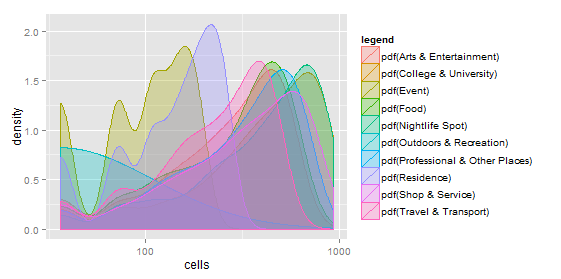 2.0
1.5
1.0
0.5
0.0
density
100
1000
cells
legend
pdf(Arts & Entertainment)
pdf(College & University)
pdf(Event)
pdf(Food)
pdf(Nightlife Spot)
pdf(Outdoors & Recreation)
pdf(Professional & Other Places)
pdf(Residence)
pdf(Shop & Service)
pdf(Travel & Transport)